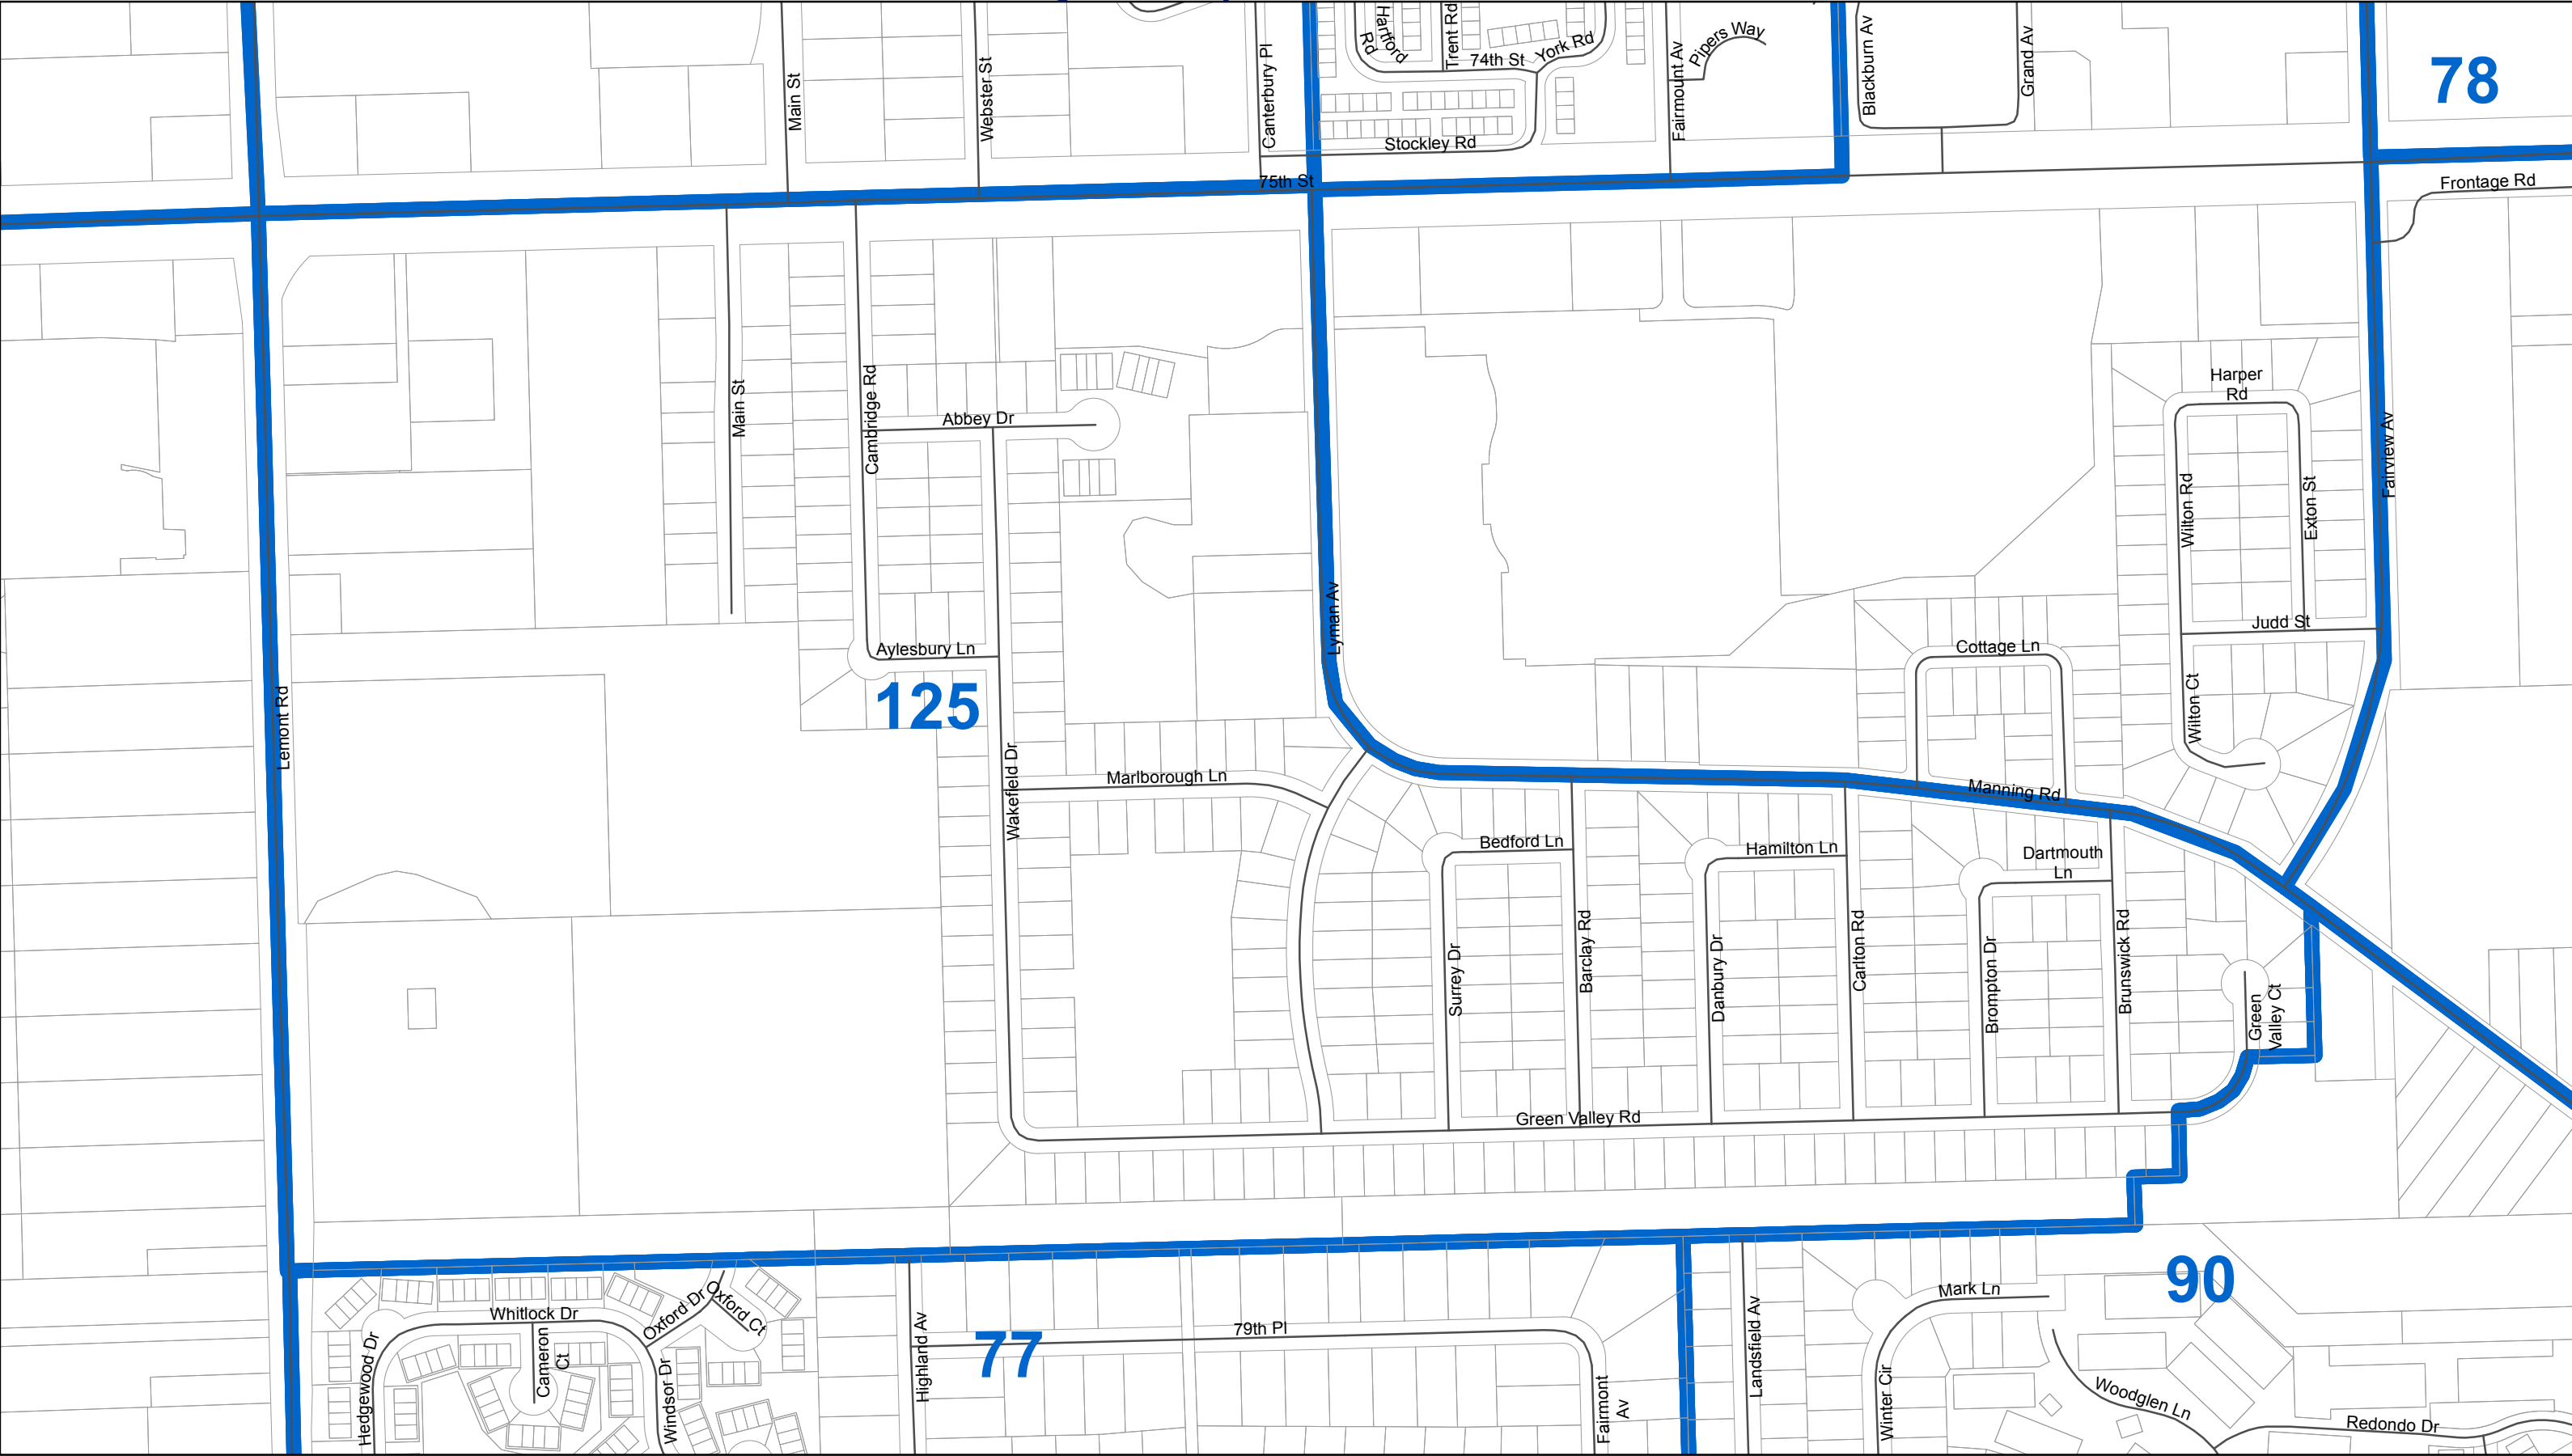 Main St
Webster St
Canterbury Pl
Hartford
Rd
Trent Rd
74th St
York Rd
Stockley Rd
Fairmount Av
Pipers Way
Blackburn Av
Grand Av
78
75th St
Frontage Rd
Main St
Cambridge Rd
Abbey Dr
Harper
Rd
Wilton Rd
Exton St
Fairview Av
Judd St
Lyman Av
Aylesbury Ln
Cottage Ln
Lemont Rd
125
Wilton Ct
Wakefield Dr
Marlborough Ln
Manning Rd
Bedford Ln
Hamilton Ln
Dartmouth
Ln
Surrey Dr
Barclay Rd
Danbury Dr
Carlton Rd
Brompton Dr
Brunswick Rd
Green
Valley Ct
Green Valley Rd
90
Whitlock Dr
Oxford Dr
Oxford Ct
Cameron
Ct
Hedgewood Dr
Windsor Dr
Highland Av
77
79th Pl
Fairmont
Av
Landsfield Av
Mark Ln
Winter Cir
Woodglen Ln
Redondo Dr